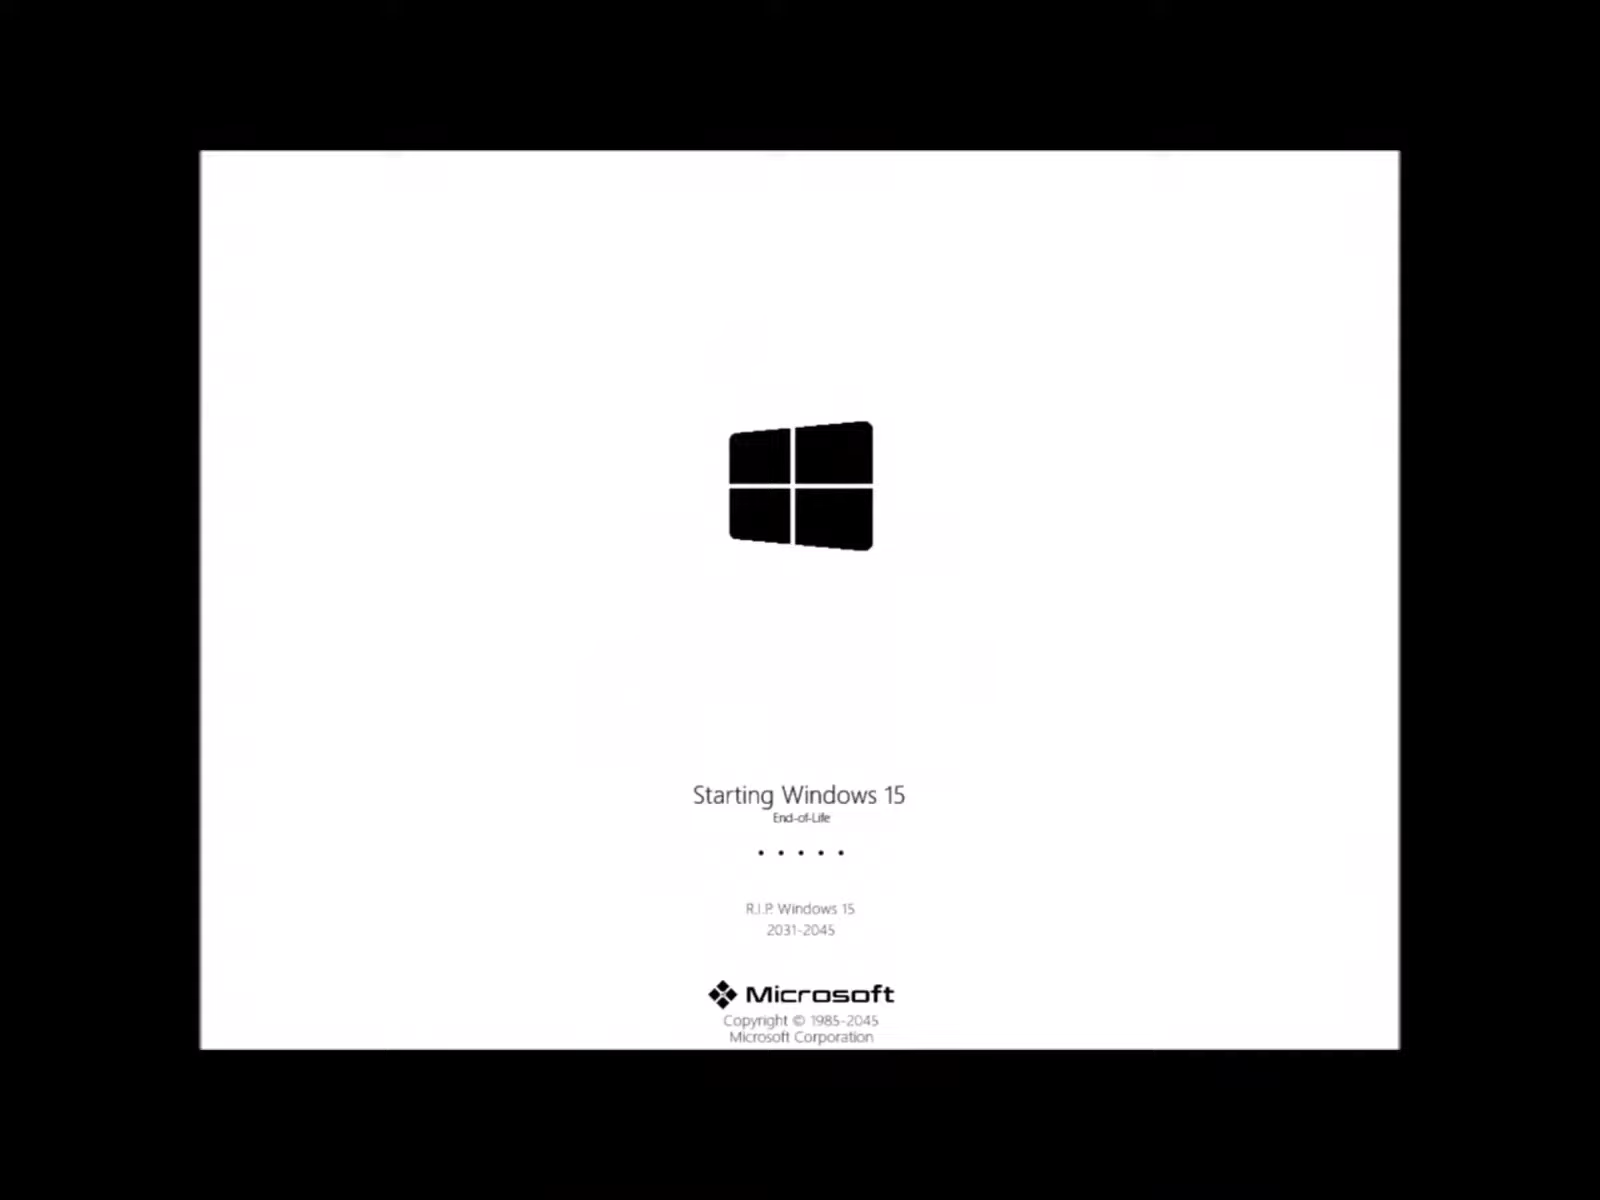 Starting Windows 15
End-of-Life
R.I.P. Windows 15
2031-2045
Microsoft
Copyright © 1985-2045
Microsoft Corporation